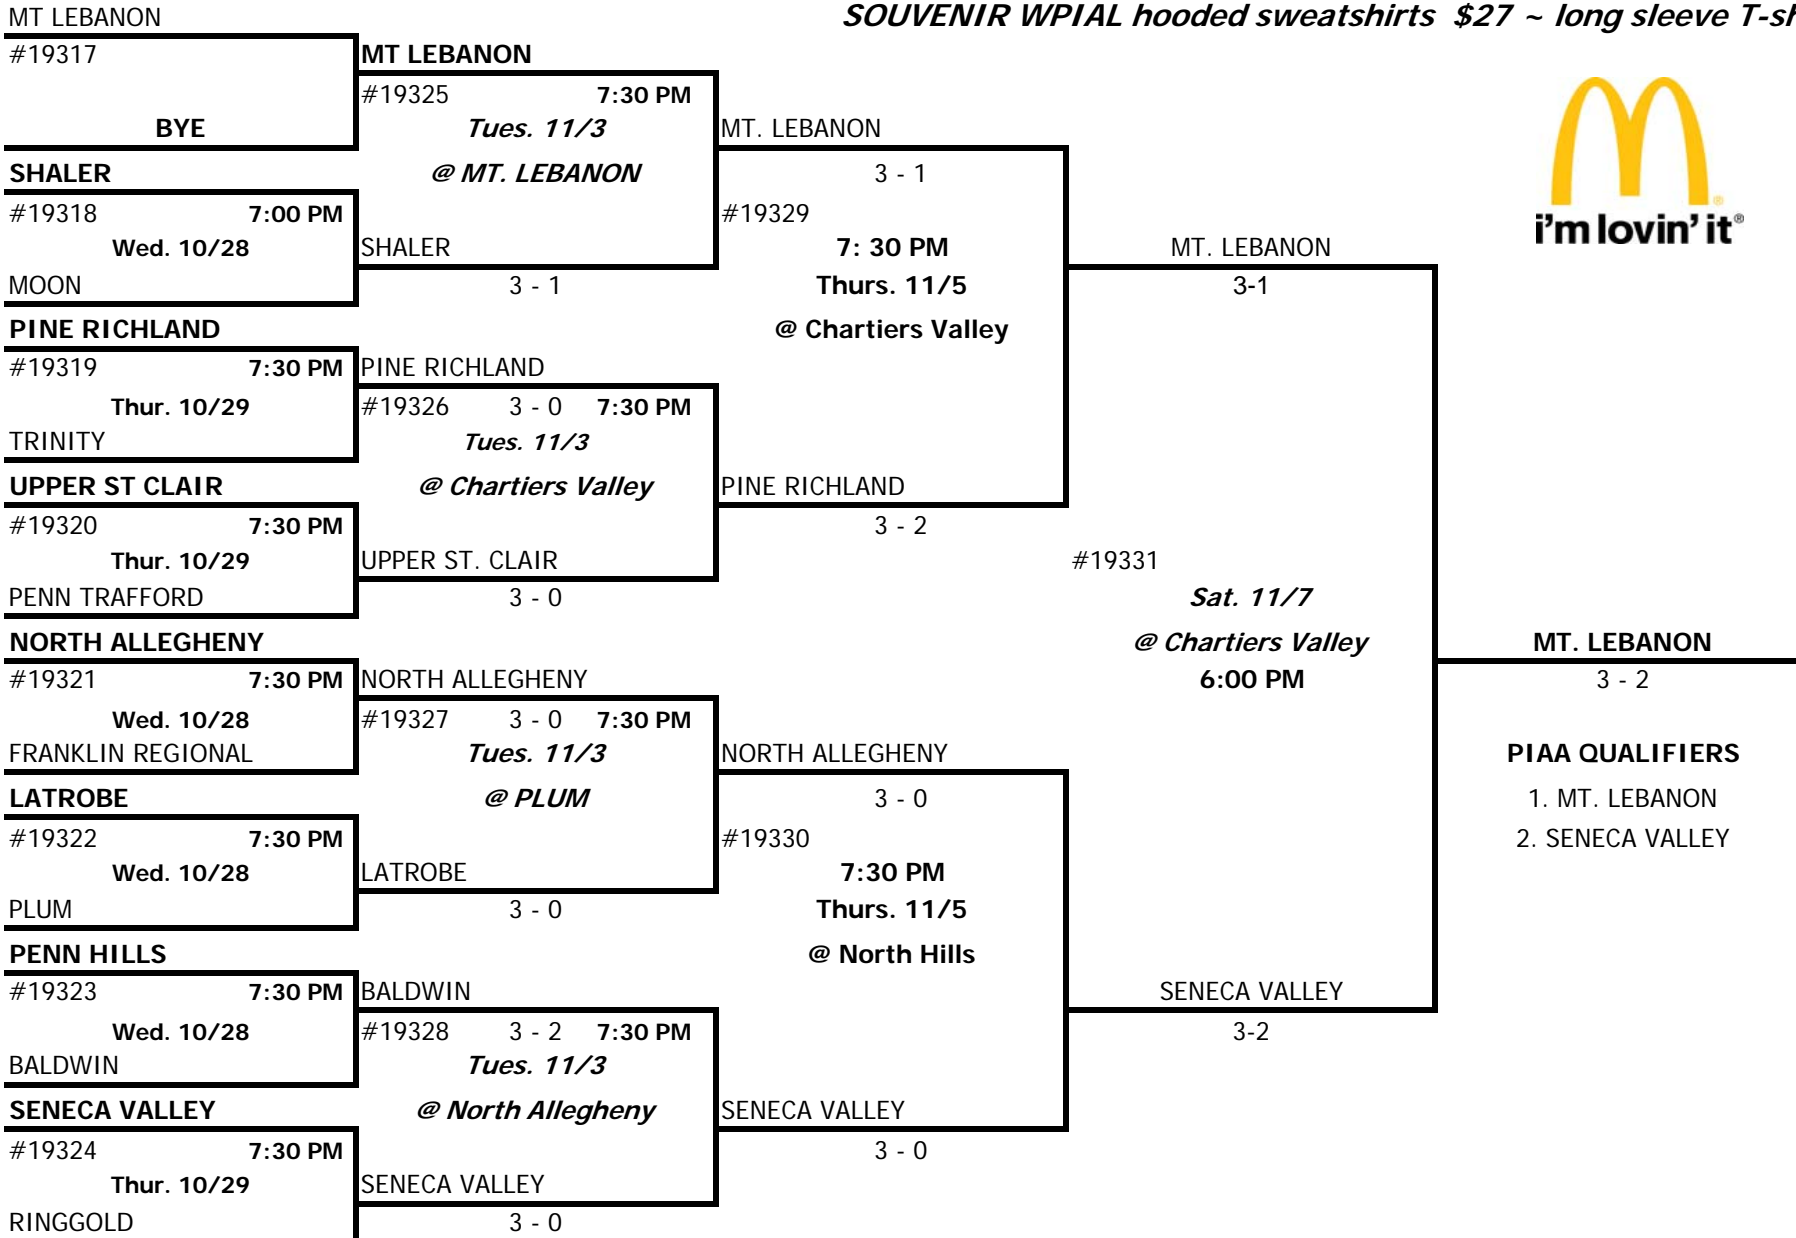 MT LEBANON
SOUVENIR WPIAL hooded sweatshirts $27 ~ long sleeve
#19317
MT LEBANON
#19325 7:30 PM
BYE
Tues. 11/3
MT. LEBANON
SHALER
@ MT. LEBANON
3 - 1
#19318 7:00 PM
#19329
i'm lovin' it®
Wed. 10/28
SHALER
7: 30 PM
MT. LEBANON
MOON
3 - 1
Thurs. 11/5
3-1
PINE RICHLAND
@ Chartiers Valley
#19319 7:30 PM
PINE RICHLAND
Thur. 10/29
#19326 3 - 0 7:30 PM
TRINITY
Tues. 11/3
UPPER ST CLAIR
@ Chartiers Valley
PINE RICHLAND
#19320 7:30 PM
3 - 2
Thur. 10/29
UPPER ST. CLAIR
#19331
PENN TRAFFORD
3 - 0
Sat. 11/7
NORTH ALLEGHENY
@ Chartiers Valley
MT. LEBANON
#19321 7:30 PM
NORTH ALLEGHENY
6:00 PM
3 - 2
Wed. 10/28
#19327 3 - 0 7:30 PM
FRANKLIN REGIONAL
Tues. 11/3
NORTH ALLEGHENY
PIAA QUALIFIERS
LATROBE
@ PLUM
3 - 0
1. MT. LEBANON
#19322 7:30 PM
#19330
2. SENECA VALLEY
Wed. 10/28
LATROBE
7:30 PM
PLUM
3 - 0
Thurs. 11/5
PENN HILLS
@ North Hills
#19323 7:30 PM
BALDWIN
SENECA VALLEY
Wed. 10/28
#19328 3 - 2 7:30 PM
3-2
BALDWIN
Tues. 11/3
SENECA VALLEY
@ North Allegheny
SENECA VALLEY
#19324 7:30 PM
3 - 0
Thur. 10/29
SENECA VALLEY
RINGGOLD
3 - 0